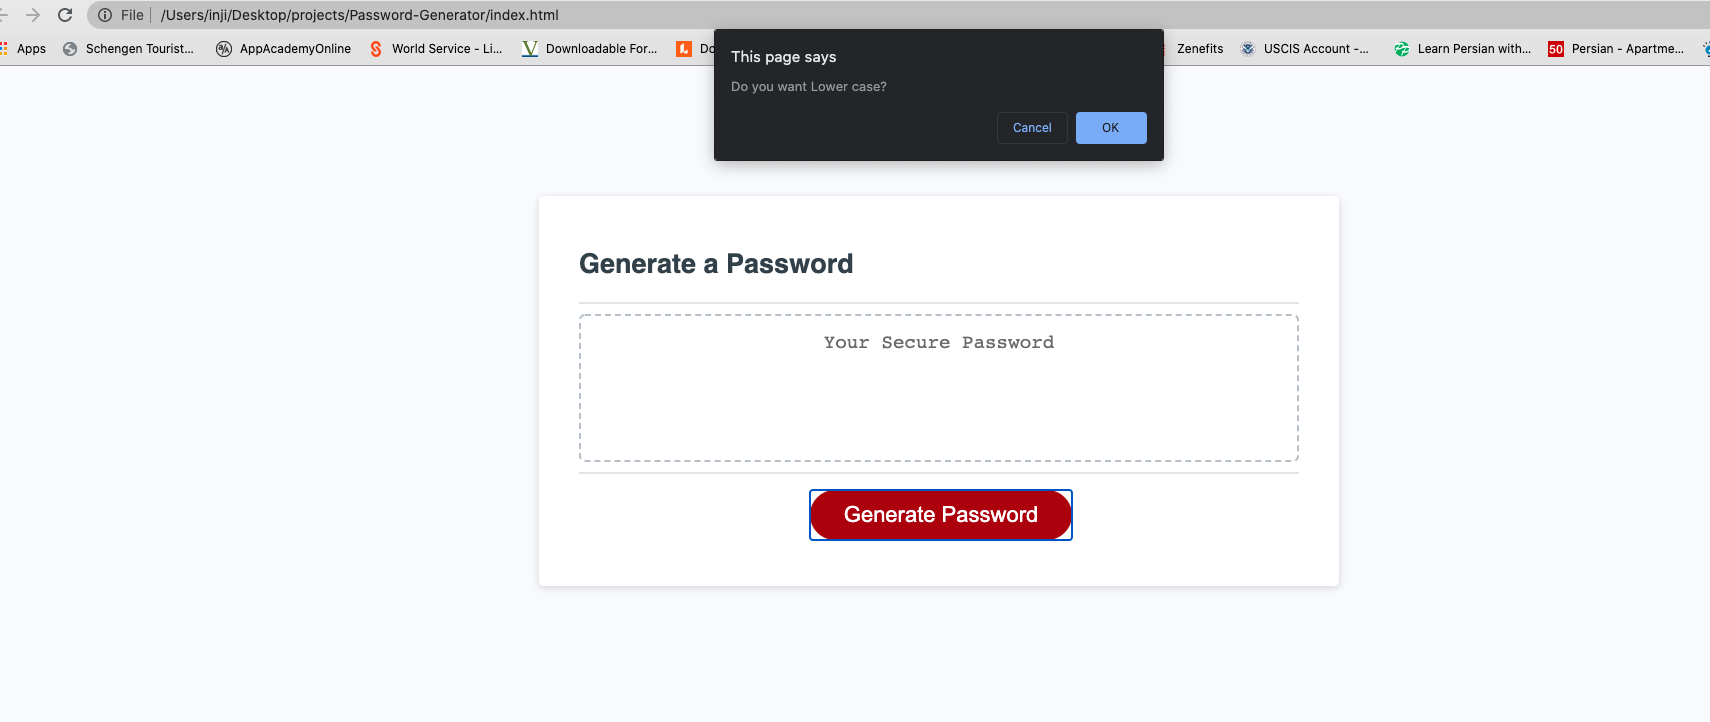 File /Users/inji/Desktop/projects/Password-Generator/index.html
Apps Schengen Tourist... AppAcademyOnline World Service - Li... Downloadable For... Do Zenefits USCIS Account -... Learn Persian with... 50 Persian - Apartme...
This page says
Do you want Lower case?
Cancel OK
Generate a Password
Your Secure Password
Generate Password